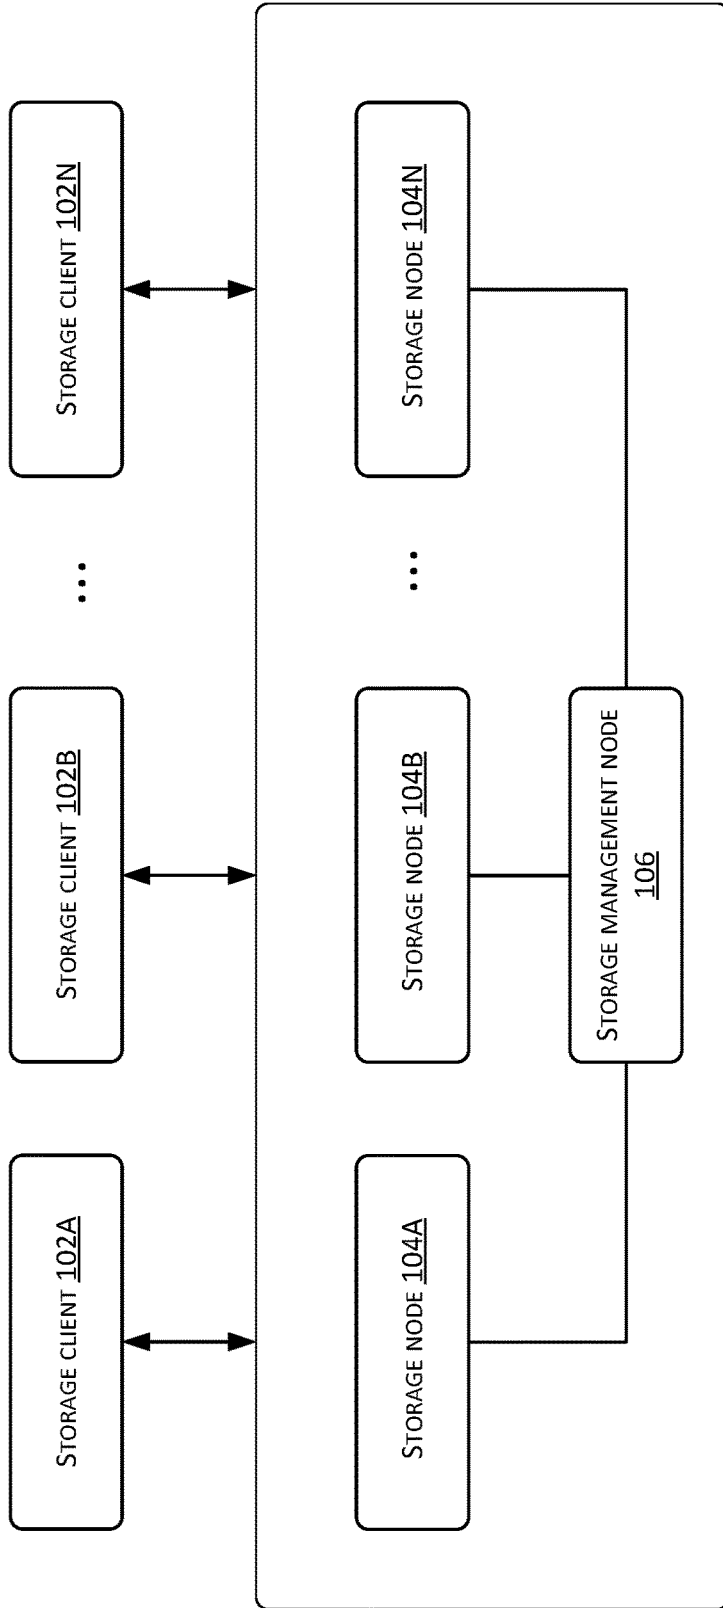 STORAGE CLIENT 102A
STORAGE CLIENT 102B
...
STORAGE CLIENT 102N
STORAGE NODE 104A
STORAGE NODE 104B
...
STORAGE NODE 104N
STORAGE MANAGEMENT NODE
106